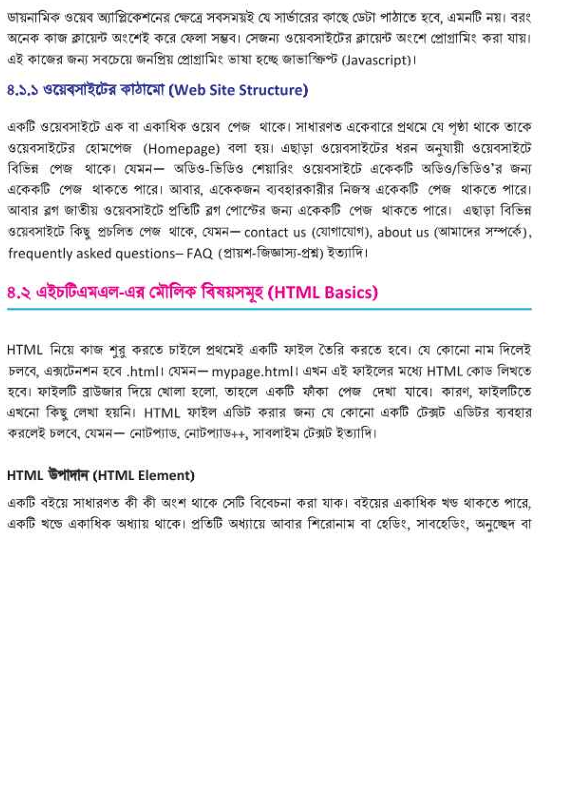 ডায়নামিক ওয়েব অ্যাপ্লিকেশনের ক্ষেত্রে সবসময়ই যে সার্ভারের কাছে ডেটা পাঠাতে হবে, এমনটি নয়। বরং
অনেক কাজ ক্লায়েন্ট অংশেই করে ফেলা সম্ভব। সেজন্য ওয়েবসাইটের ক্লায়েন্ট অংশে প্রোগ্রামিং করা যায়।
এই কাজের জন্য সবচেয়ে জনপ্রিয় প্রোগ্রামিং ভাষা হচ্ছে জাভাস্ক্রিপ্ট (Javascript)।
৪.১.১ ওয়েবসাইটের কাঠামো (Web Site Structure)
একটি ওয়েবসাইটে এক বা একাধিক ওয়েব পেজ থাকে। সাধারণত একেবারে প্রথমে যে পৃষ্ঠা থাকে তাকে
ওয়েবসাইটের হোমপেজ (Homepage) বলা হয়। এছাড়া ওয়েবসাইটের ধরন অনুযায়ী ওয়েবসাইটে
বিভিন্ন পেজ থাকে। যেমন— অডিও-ভিডিও শেয়ারিং ওয়েবসাইটে একেকটি অডিও/ভিডিও'র জন্য
একেকটি পেজ থাকতে পারে। আবার, একেকজন ব্যবহারকারীর নিজস্ব একেকটি পেজ থাকতে পারে।
আবার ব্লগ জাতীয় ওয়েবসাইটে প্রতিটি ব্লগ পোস্টের জন্য একেকটি পেজ থাকতে পারে। এছাড়া বিভিন্ন
ওয়েবসাইটে কিছু প্রচলিত পেজ থাকে, যেমন— contact us (যোগাযোগ), about us (আমাদের সম্পর্কে),
frequently asked questions– FAQ (প্রায়শ-জিজ্ঞাস্য-প্রশ্ন) ইত্যাদি।
৪.২ এইচটিএমএল-এর মৌলিক বিষয়সমূহ (HTML Basics)
HTML নিয়ে কাজ শুরু করতে চাইলে প্রথমেই একটি ফাইল তৈরি করতে হবে। যে কোনো নাম দিলেই
চলবে, এক্সটেনশন হবে .html। যেমন— mypage.html। এখন এই ফাইলের মধ্যে HTML কোড লিখতে
হবে। ফাইলটি ব্রাউজার দিয়ে খোলা হলো, তাহলে একটি ফাঁকা পেজ দেখা যাবে। কারণ, ফাইলটিতে
এখনো কিছু লেখা হয়নি। HTML ফাইল এডিট করার জন্য যে কোনো একটি টেক্সট এডিটর ব্যবহার
করলেই চলবে, যেমন— নোটপ্যাড, নোটপ্যাড++, সাবলাইম টেক্সট ইত্যাদি।
HTML উপাদান (HTML Element)
একটি বইয়ে সাধারণত কী কী অংশ থাকে সেটি বিবেচনা করা যাক। বইয়ের একাধিক খন্ড থাকতে পারে,
একটি খন্ডে একাধিক অধ্যায় থাকে। প্রতিটি অধ্যায়ে আবার শিরোনাম বা হেডিং, সাবহেডিং, অনুচ্ছেদ বা